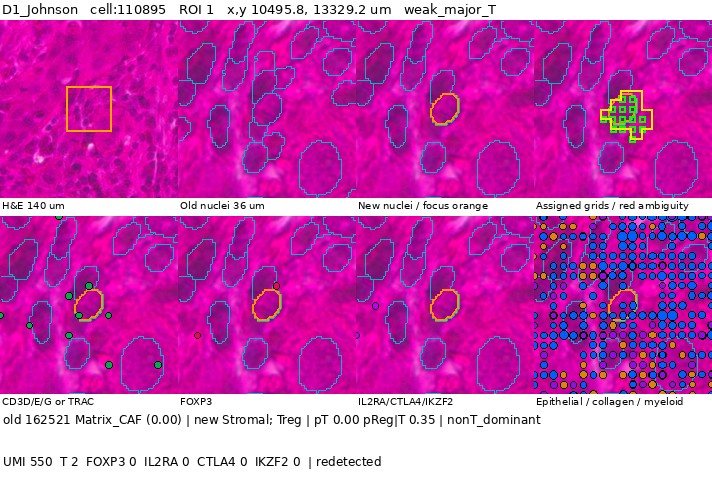 D1_Johnson cell:110895 ROI 1 x,y 10495.8, 13329.2 um weak_major_T
H&E 140 um
Old nuclei 36 um
New nuclei / focus orange
Assigned grids / red ambiguity
CD3D/E/G or TRAC
FOXP3
IL2RA/CTLA4/IKZF2
Epithelial / collagen / myeloid
old 162521 Matrix_CAF (0.00) | new Stromal; Treg | pT 0.00 pReg|T 0.35 | nonT_dominant
UMI 550 T 2 FOXP3 0 IL2RA 0 CTLA4 0 IKZF2 0 | redetected